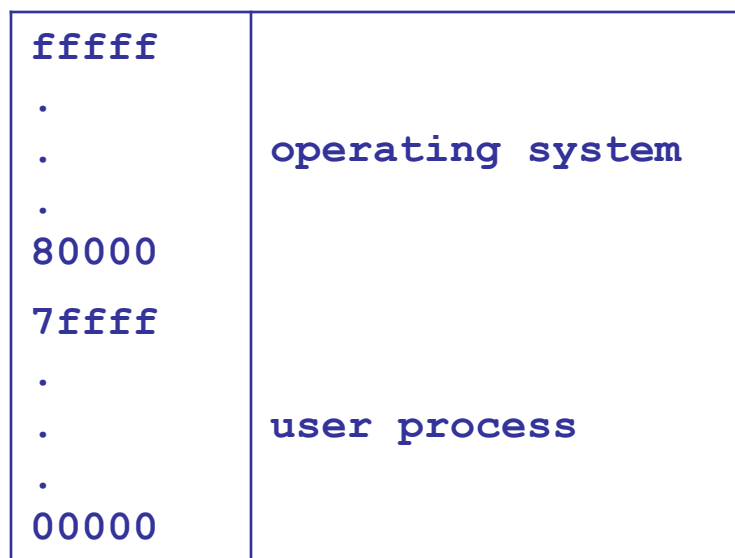 fffff
.
. operating system
.
80000
7ffff
.
. user process
.
00000